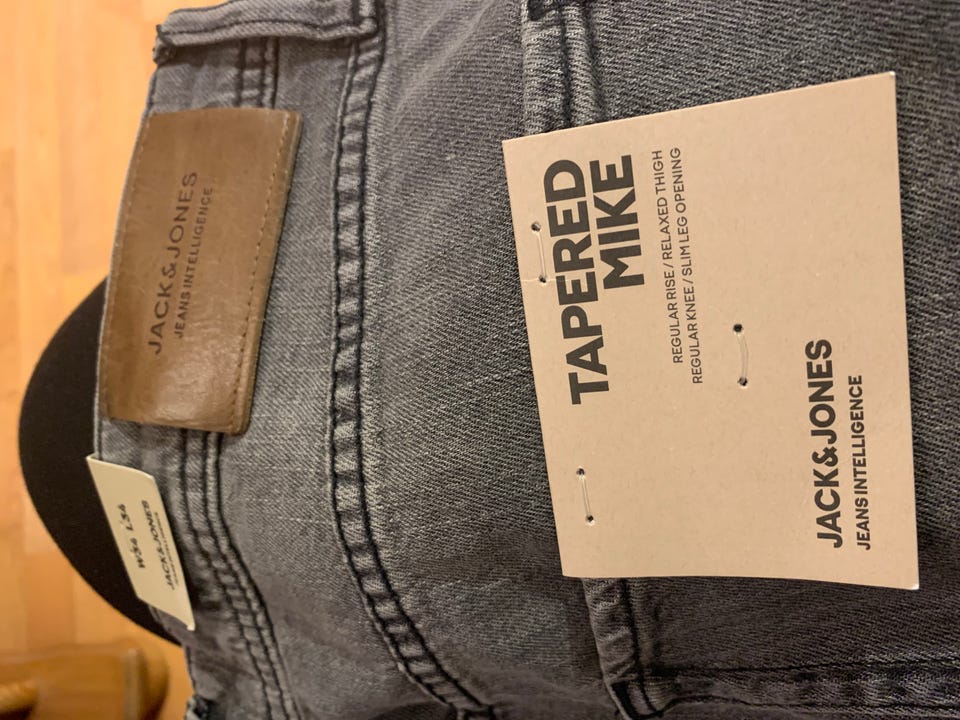 JACK&JONES
JEANS INTELLIGENCE
W34 L34
JACK&JONES
TAPERED
MIKE
REGULAR RISE / RELAXED THIGH
REGULAR KNEE / SLIM LEG OPENING
JACK&JONES
JEANS INTELLIGENCE